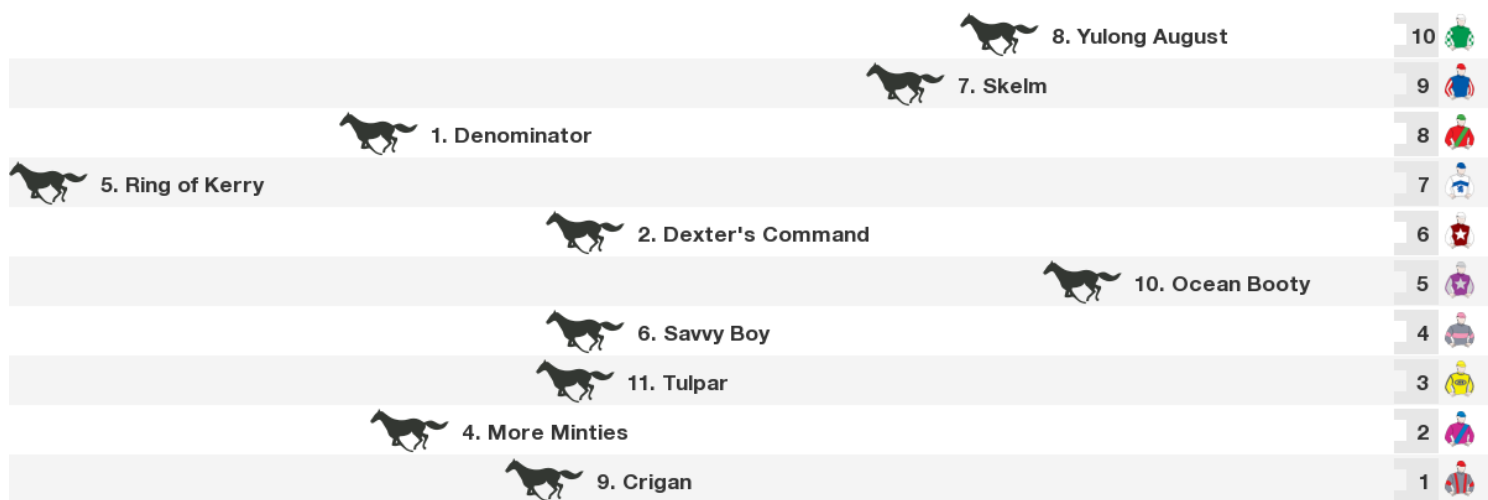 8. Yulong August 10
7. Skelm 9
1. Denominator 8
5. Ring of Kerry 7
2. Dexter's Command 6
10. Ocean Booty 5
6. Savvy Boy 4
11. Tulpar 3
4. More Minties 2
9. Crigan 1